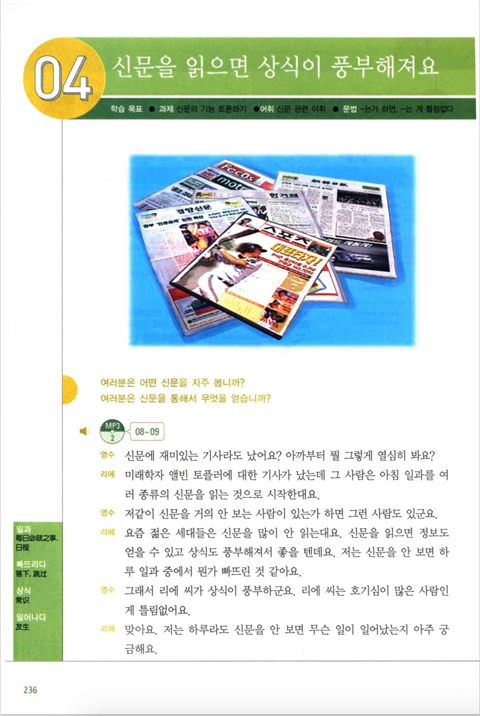 04
신문을 읽으면 상식이 풍부해져요
학습 목표 ● 과제 신문의 기능 토론하기 ●어휘 신문 관련 어휘 ● 문법 -는가 하면, -는 게 틀림없다
경향신문
한겨레
스포츠
여러분은 어떤 신문을 자주 봅니까?
여러분은 신문을 통해서 무엇을 얻습니까?
MP3
2
08~09
영수 신문에 재미있는 기사라도 났어요? 아까부터 뭘 그렇게 열심히 봐요?
리에 미래학자 앨빈 토플러에 대한 기사가 났는데 그 사람은 아침 일과를 여
러 종류의 신문을 읽는 것으로 시작한대요.
영수 저같이 신문을 거의 안 보는 사람이 있는가 하면 그런 사람도 있군요.
리에 요즘 젊은 세대들은 신문을 많이 안 읽는대요. 신문을 읽으면 정보도
얻을 수 있고 상식도 풍부해져서 좋을 텐데요. 저는 신문을 안 보면 하
루 일과 중에서 뭔가 빠뜨린 것 같아요.
영수 그래서 리에 씨가 상식이 풍부하군요. 리에 씨는 호기심이 많은 사람인
게 틀림없어요.
리에 맞아요. 저는 하루라도 신문을 안 보면 무슨 일이 일어났는지 아주 궁
금해요.
일과
每日必做之事,
日程
빠뜨리다
落下, 跳过
상식
常识
일어나다
发生
236